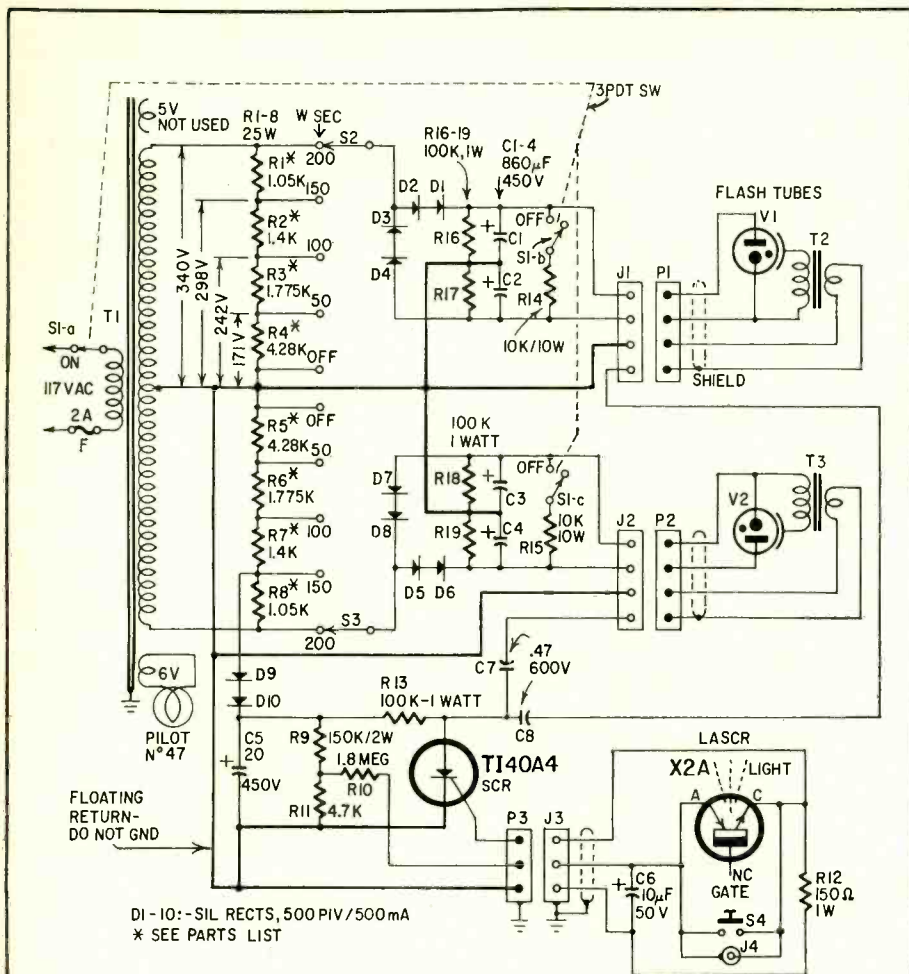 5V
NOT USED
R1-8
25W
W SEC
3PDT SW
S2
200
R1*
1.05K
150
R2*
1.4K
100
R3*
1.775K
50
R4*
4.28K
OFF
340V
298V
242V
171V
T1
S1-a
ON
117VAC
2A
F
R16-19
100K,1W
C1-4
860µF
450V
D2
D1
D3
D4
R16
R17
C1
C2
OFF
S1-b
R14
10K/10W
FLASH TUBES
V1
T2
J1
P1
SHIELD
OFF
R5*
4.28K
50
R6*
1.775K
R7*
1.4K
100
150
R8*
1.05K
200
S3
100 K
1 WATT
D7
D8
R18
R19
C3
C4
OFF
S1-c
10K
10W
R15
D5
D6
J2
P2
V2
T3
6V
PILOT
Nº47
D9
D10
C5
20
450V
R13
100K-1 WATT
C7
.47
600V
C8
R9
150K/2W
1.8 MEG
R10
R11
4.7K
TI40A4
SCR
FLOATING
RETURN-
DO NOT GND
P3
J3
LASCR
X2A
LIGHT
A
C
NC
GATE
C6
10µF
50V
R12
150Ω
1W
S4
J4
D1-10:-SIL RECTS, 500 PIV/500mA
* SEE PARTS LIST